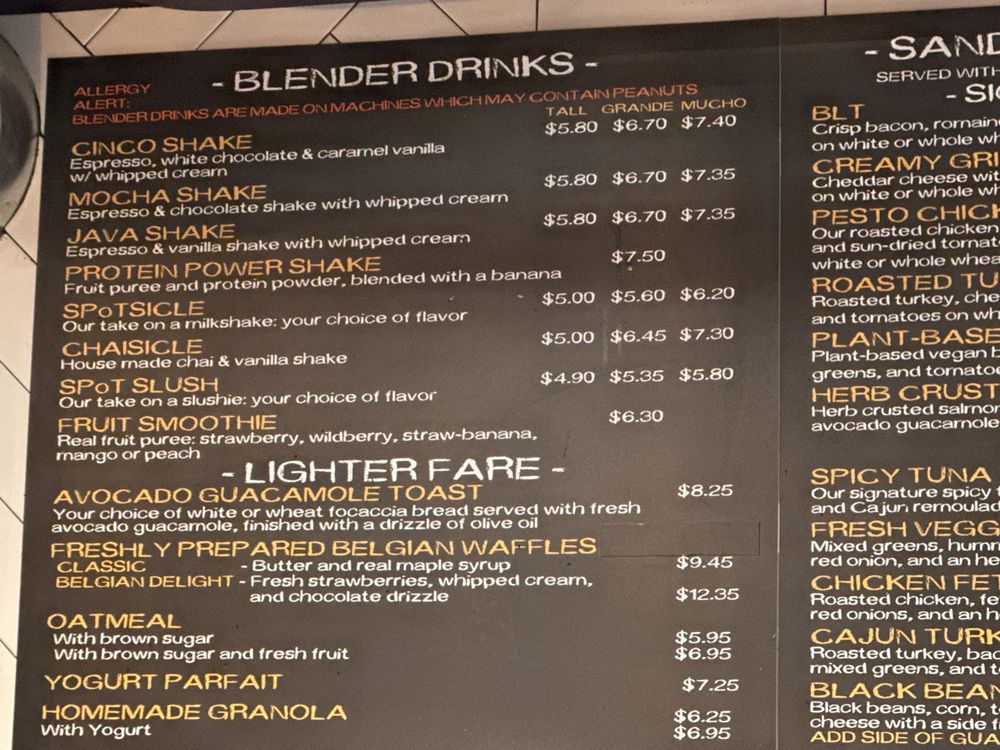 - BLENDER DRINKS -
ALLERGY
ALERT:
BLENDER DRINKS ARE MADE ON MACHINES WHICH MAY CONTAIN PEANUTS
TALL GRANDE MUCHO
CINCO SHAKE $5.80 $6.70 $7.40
Espresso, white chocolate & caramel vanilla
w/ whipped cream
MOCHA SHAKE $5.80 $6.70 $7.35
Espresso & chocolate shake with whipped cream
JAVA SHAKE $5.80 $6.70 $7.35
Espresso & vanilla shake with whipped cream
PROTEIN POWER SHAKE $7.50
Fruit puree and protein powder, blended with a banana
SPoTSICLE $5.00 $5.60 $6.20
Our take on a milkshake: your choice of flavor
CHAISICLE $5.00 $6.45 $7.30
House made chai & vanilla shake
SPoT SLUSH $4.90 $5.35 $5.80
Our take on a slushie: your choice of flavor
FRUIT SMOOTHIE $6.30
Real fruit puree: strawberry, wildberry, straw-banana,
mango or peach
- LIGHTER FARE -
AVOCADO GUACAMOLE TOAST $8.25
Your choice of white or wheat focaccia bread served with fresh
avocado guacamole, finished with a drizzle of olive oil
FRESHLY PREPARED BELGIAN WAFFLES
CLASSIC - Butter and real maple syrup $9.45
BELGIAN DELIGHT - Fresh strawberries, whipped cream,
and chocolate drizzle $12.35
OATMEAL
With brown sugar $5.95
With brown sugar and fresh fruit $6.95
YOGURT PARFAIT $7.25
HOMEMADE GRANOLA $6.25
With Yogurt $6.95
- SAND
SERVED WITH
- SI
BLT
Crisp bacon, romain
on white or whole wh
CREAMY GRI
Cheddar cheese wit
on white or whole wh
PESTO CHICK
Our roasted chicken
and sun-dried tomat
white or whole whea
ROASTED TU
Roasted turkey, che
and tomatoes on wh
PLANT-BASE
Plant-based vegan b
greens, and tomatoe
HERB CRUST
Herb crusted salmon
avocado guacamole
SPICY TUNA
Our signature spicy
and Cajun remoulad
FRESH VEGG
Mixed greens, humm
red onion, and an he
CHICKEN FET
Roasted chicken, fe
red onions, and an h
CAJUN TURK
Roasted turkey, bac
mixed greens, and t
BLACK BEAN
Black beans, corn, t
cheese with a side f
ADD SIDE OF GUA